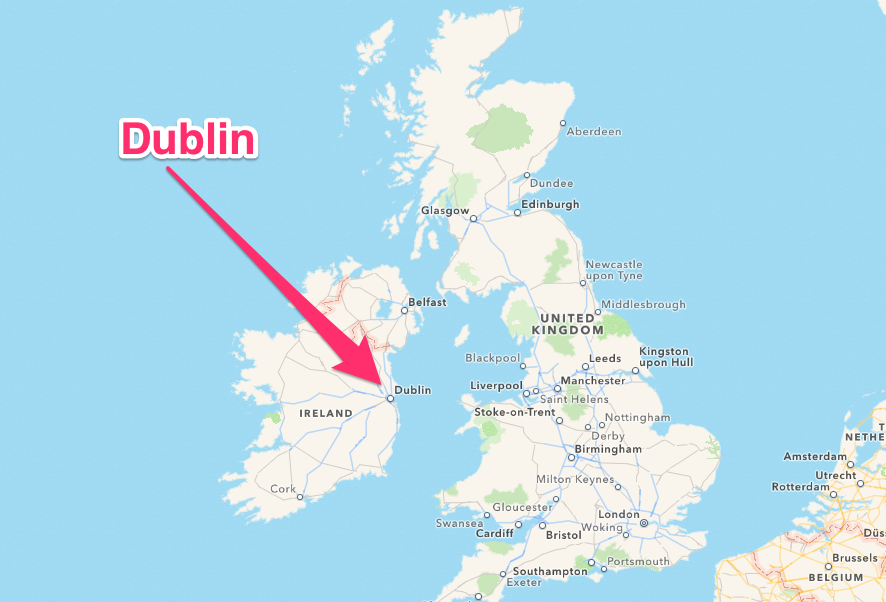 Dublin
Aberdeen
Dundee
Edinburgh
Glasgow
Newcastle
upon Tyne
Belfast
Middlesbrough
UNITED
KINGDOM
Blackpool
Leeds
Kingston
upon Hull
Dublin
Liverpool
Manchester
Saint Helens
IRELAND
Stoke-on-Trent
Nottingham
Derby
Birmingham
Amsterdam
Utrecht
Rotterdam
Milton Keynes
Cork
Gloucester
Swansea
Cardiff
Bristol
London
Woking
Southampton
Portsmouth
Exeter
Brussels
BELGIUM